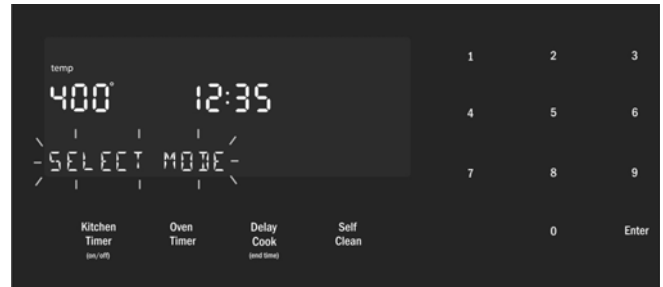 temp
400° 12:35
SELECT MODE
1 2 3
4 5 6
7 8 9
0 Enter
Kitchen Timer (on/off)
Oven Timer
Delay Cook (end time)
Self Clean